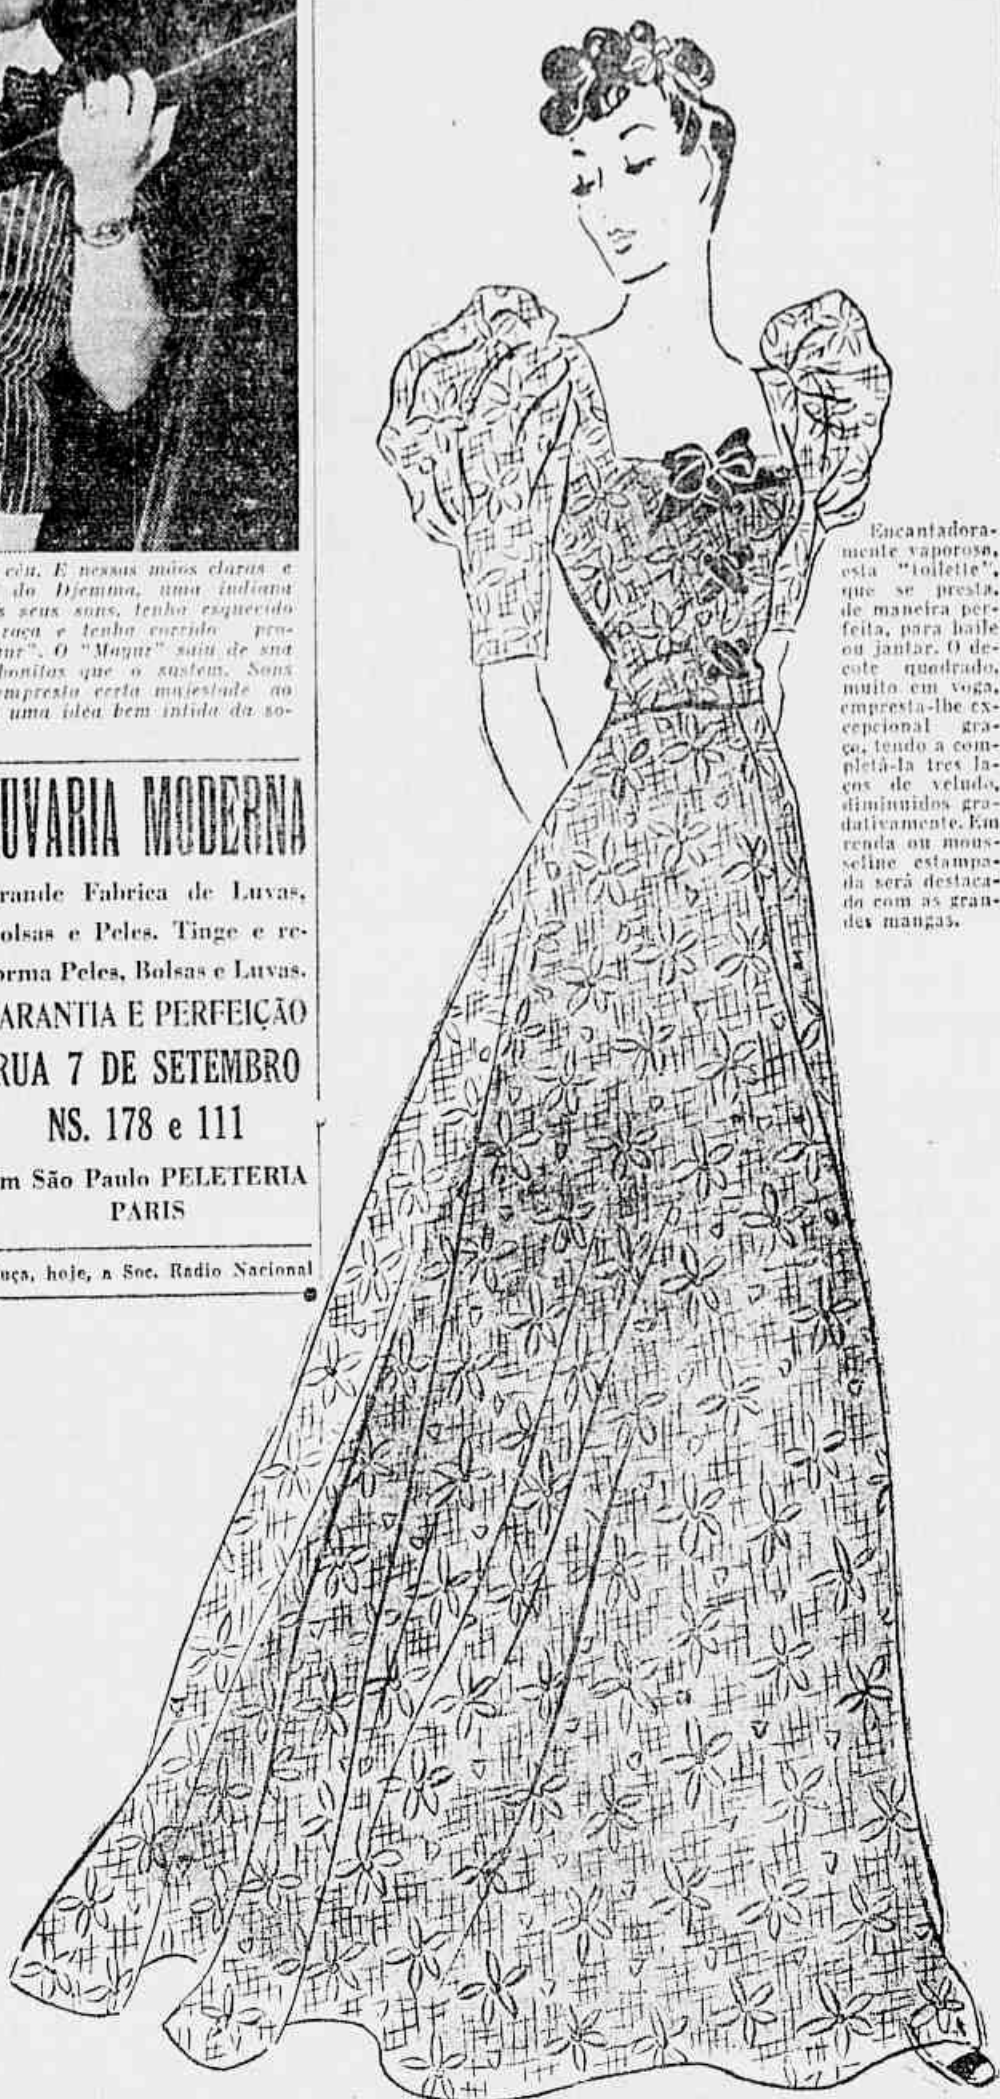 céu. E nessas mãos claras e
do Djemma, uma indiana
s seus sons, tenha esquecido
raça e tenha corrido pro-
"Mayur" saiu de sua
bonitas que o sustem. Sons
empresta certa majestade ao
uma idéa bem intida da so-
UVARIA MODERNA
rande Fabrica de Luvas,
olsas e Peles. Tinge e re-
orma Peles, Bolsas e Luvas.
ARANTIA E PERFEIÇÃO
RUA 7 DE SETEMBRO
NS. 178 e 111
m São Paulo PELETERIA
PARIS
uça, hoje, a Soc. Radio Nacional
Encantadora-
mente vaporosa,
esta "toilette",
que se presta,
de maneira per-
feita, para baile
ou jantar. O de-
cote quadrado,
muito em voga,
empresta-lhe ex-
cepcional gra-
ça, tendo a com-
pletá-la tres la-
ços de veludo,
diminuidos gra-
dativamente. Em
renda ou mous-
seline estampa-
da será destaca-
do com as gran-
des mangas.